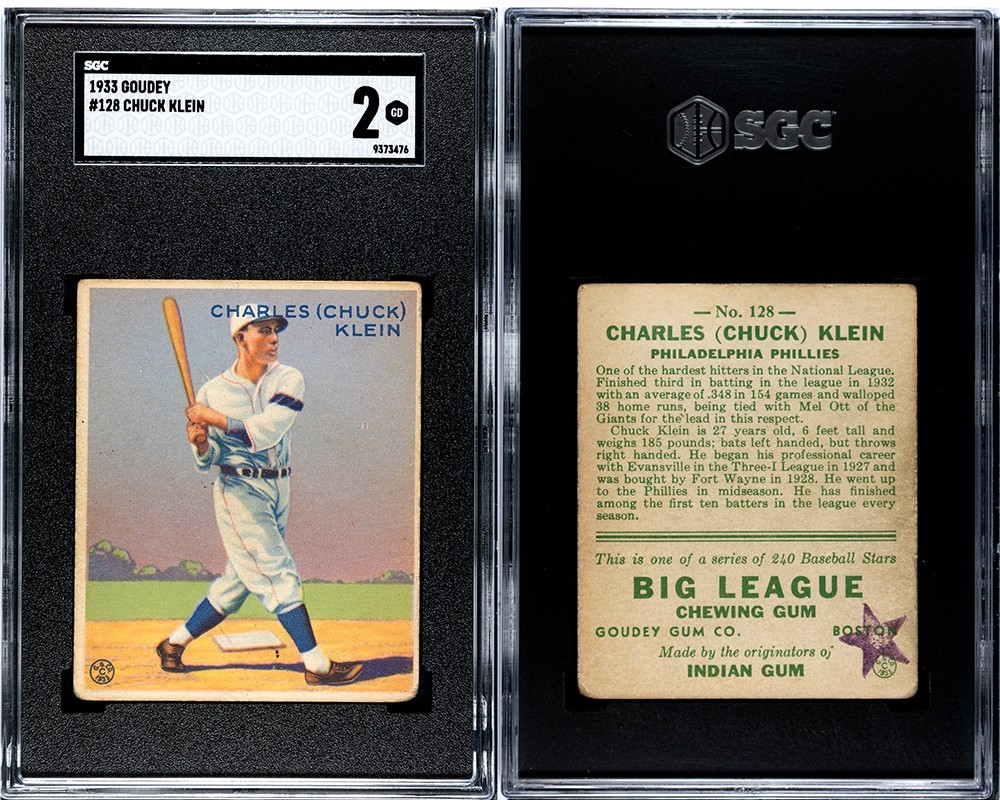 SGC
1933 GOUDEY
#128 CHUCK KLEIN
2 GD
9373476
CHARLES (CHUCK)
KLEIN
G.G.CO.
C
1933
SGC
— No. 128 —
CHARLES (CHUCK) KLEIN
PHILADELPHIA PHILLIES
One of the hardest hitters in the National League.
Finished third in batting in the league in 1932
with an average of .348 in 154 games and walloped
38 home runs, being tied with Mel Ott of the
Giants for the lead in this respect.
Chuck Klein is 27 years old, 6 feet tall and
weighs 185 pounds; bats left handed, but throws
right handed. He began his professional career
with Evansville in the Three-I League in 1927 and
was bought by Fort Wayne in 1928. He went up
to the Phillies in midseason. He has finished
among the first ten batters in the league every
season.
This is one of a series of 240 Baseball Stars
BIG LEAGUE
CHEWING GUM
GOUDEY GUM CO. BOSTON
Made by the originators of
INDIAN GUM